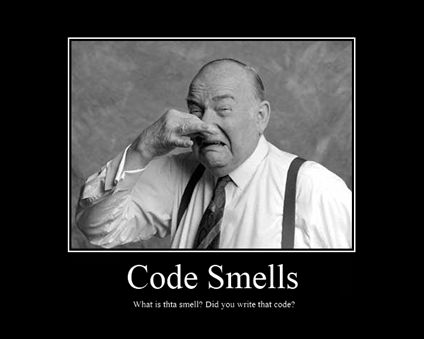 Code Smells
What is thta smell? Did you write that code?